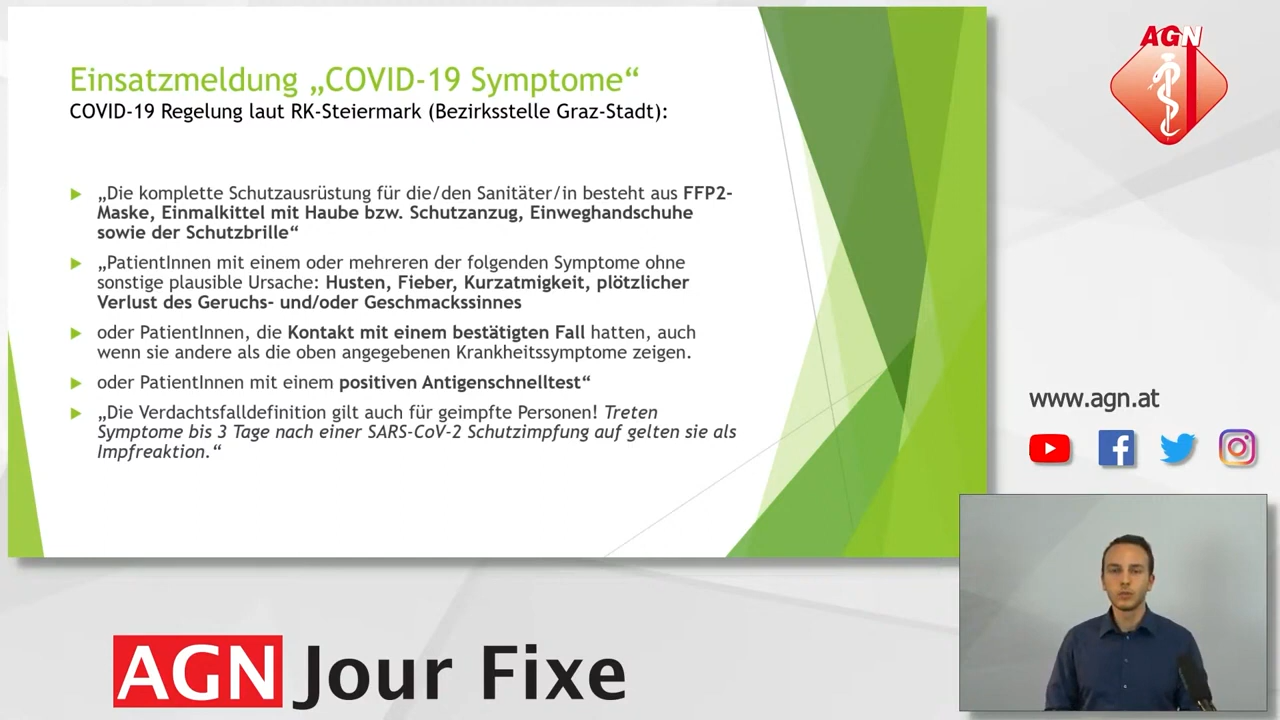 Einsatzmeldung „COVID-19 Symptome“
COVID-19 Regelung laut RK-Steiermark (Bezirksstelle Graz-Stadt):
„Die komplette Schutzausrüstung für die/den Sanitäter/in besteht aus FFP2-
Maske, Einmalkittel mit Haube bzw. Schutzanzug, Einweghandschuhe
sowie der Schutzbrille“
„PatientInnen mit einem oder mehreren der folgenden Symptome ohne
sonstige plausible Ursache: Husten, Fieber, Kurzatmigkeit, plötzlicher
Verlust des Geruchs- und/oder Geschmackssinnes
oder PatientInnen, die Kontakt mit einem bestätigten Fall hatten, auch
wenn sie andere als die oben angegebenen Krankheitssymptome zeigen.
oder PatientInnen mit einem positiven Antigenschnelltest“
„Die Verdachtsfalldefinition gilt auch für geimpfte Personen! Treten
Symptome bis 3 Tage nach einer SARS-CoV-2 Schutzimpfung auf gelten sie als
Impfreaktion.“
AGN
www.agn.at
AGN Jour Fixe